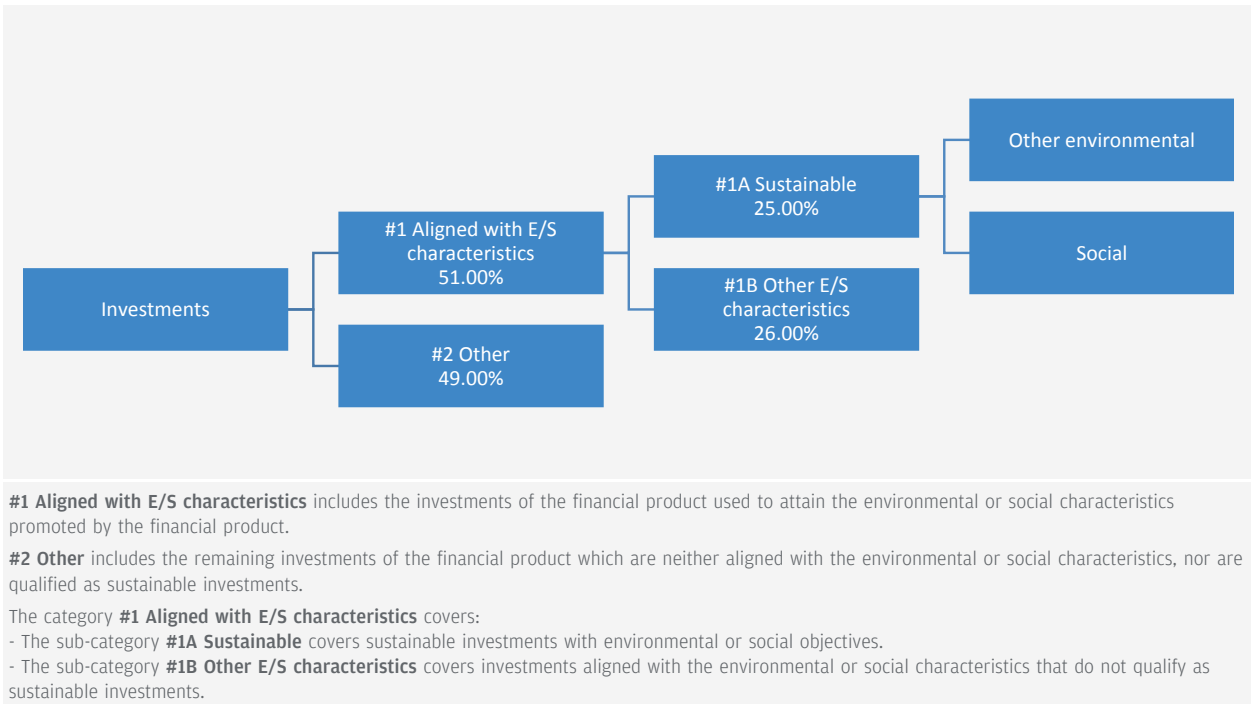 Investments
#1 Aligned with E/S
characteristics
51.00%
#2 Other
49.00%
#1A Sustainable
25.00%
#1B Other E/S
characteristics
26.00%
Other environmental
Social
#1 Aligned with E/S characteristics includes the investments of the financial product used to attain the environmental or social characteristics
promoted by the financial product.
#2 Other includes the remaining investments of the financial product which are neither aligned with the environmental or social characteristics, nor are
qualified as sustainable investments.
The category #1 Aligned with E/S characteristics covers:
- The sub-category #1A Sustainable covers sustainable investments with environmental or social objectives.
- The sub-category #1B Other E/S characteristics covers investments aligned with the environmental or social characteristics that do not qualify as
sustainable investments.